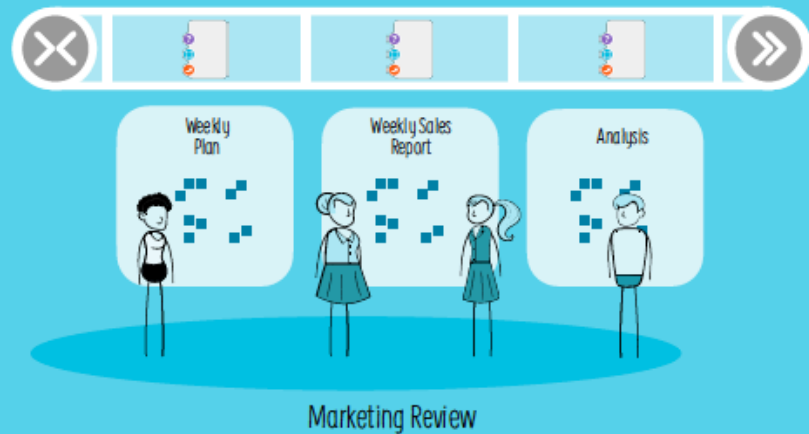 Weekly
Plan
Weekly Sales
Report
Analysis
Marketing Review